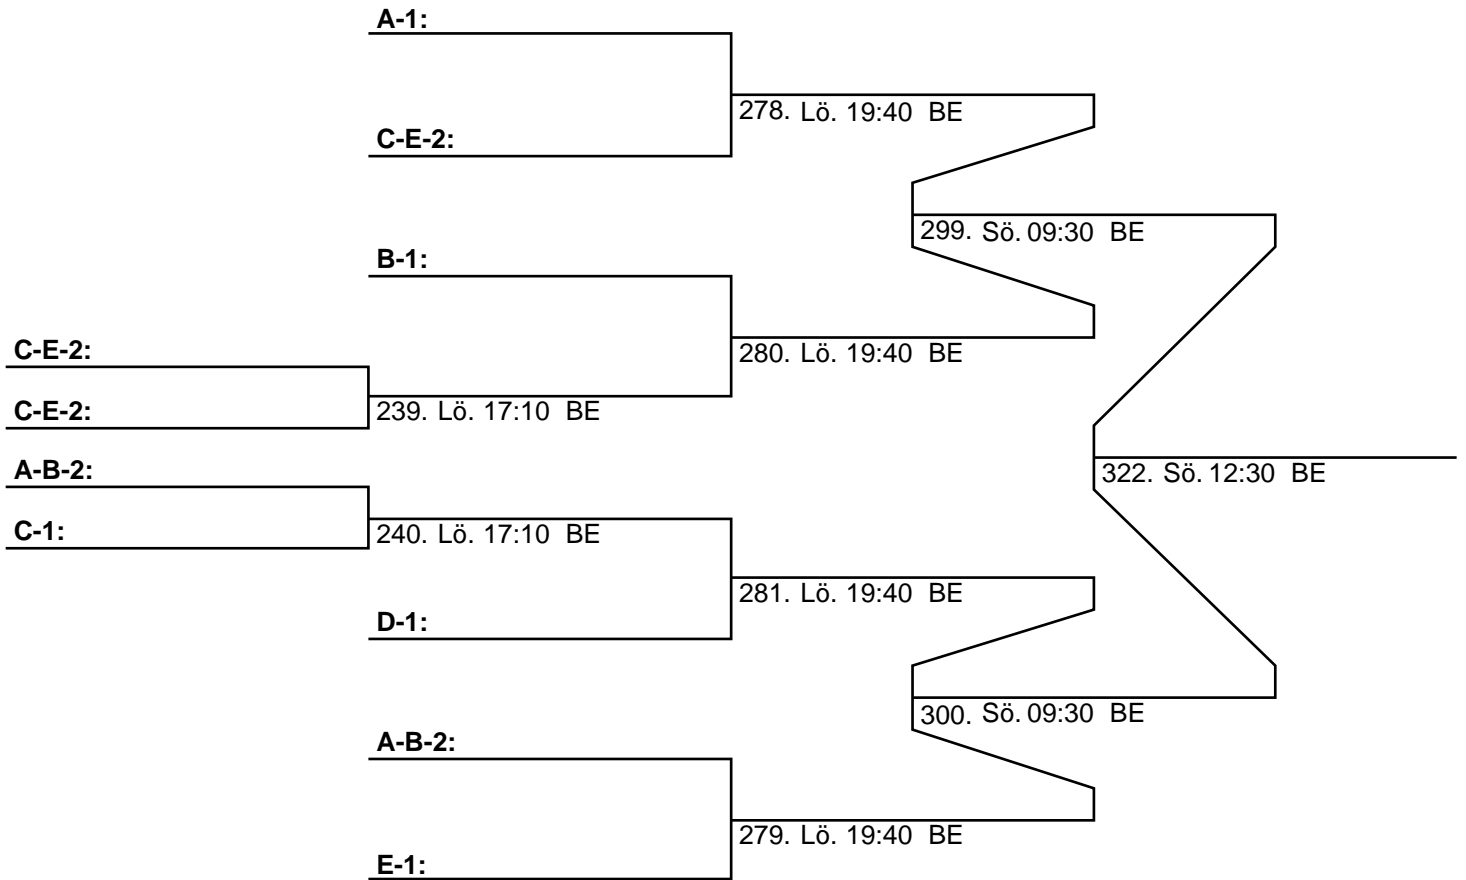 A-1:
278. Lö. 19:40 BE
C-E-2:
299. Sö. 09:30 BE
B-1:
C-E-2:
280. Lö. 19:40 BE
C-E-2:
239. Lö. 17:10 BE
A-B-2:
322. Sö. 12:30 BE
C-1:
240. Lö. 17:10 BE
281. Lö. 19:40 BE
D-1:
300. Sö. 09:30 BE
A-B-2:
279. Lö. 19:40 BE
E-1: